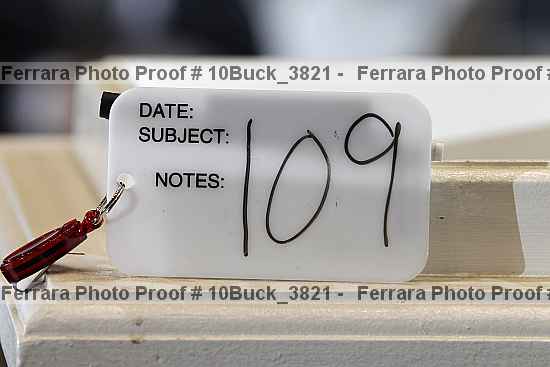 Ferrara Photo Proof # 10Buck_3821 -  Ferrara Photo Proof #
DATE:
SUBJECT:
109
NOTES:
Ferrara Photo Proof # 10Buck_3821 -  Ferrara Photo Proof #